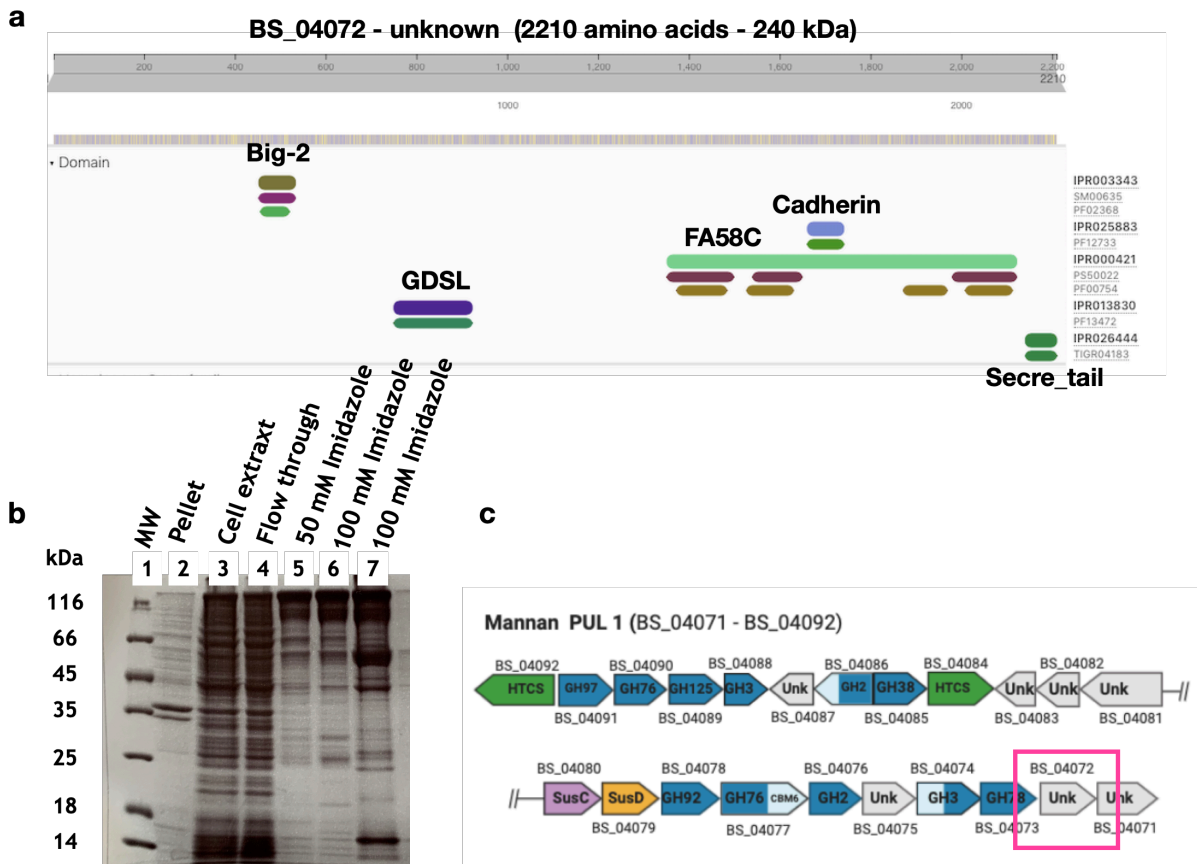 a
BS_04072 - unknown (2210 amino acids - 240 kDa)
200 400 600 800 1,000 1,200 1,400 1,600 1,800 2,000 2,200
2210
1000 2000
Domain
Big-2
IPR003343
SM00635
PF02368
Cadherin
IPR025883
PF12733
FA58C
IPR000421
PS50022
PF00754
GDSL
IPR013830
PF13472
IPR026444
TIGR04183
Secre_tail
b
MW
Pellet
Cell extraxt
Flow through
50 mM Imidazole
100 mM Imidazole
100 mM Imidazole
kDa
1 2 3 4 5 6 7
116
66
45
35
25
18
14
c
Mannan PUL 1 (BS_04071 - BS_04092)
BS_04092 BS_04090 BS_04088 BS_04086 BS_04084 BS_04082
HTCS GH97 GH76 GH125 GH3 Unk GH2 GH38 HTCS Unk Unk Unk
BS_04091 BS_04089 BS_04087 BS_04085 BS_04083 BS_04081
BS_04080 BS_04078 BS_04076 BS_04074 BS_04072
SusC SusD GH92 GH76 CBM6 GH2 Unk GH3 GH78 Unk Unk
BS_04079 BS_04077 BS_04075 BS_04073 BS_04071